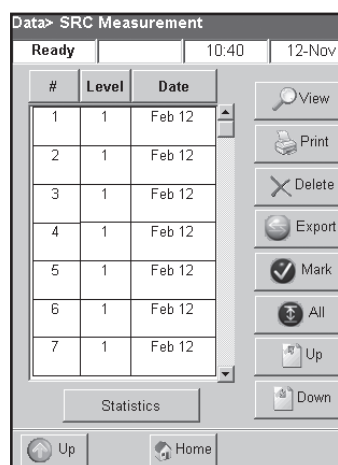 Data> SRC Measurement
Ready 10:40 12-Nov
# Level Date
1 1 Feb 12
2 1 Feb 12
3 1 Feb 12
4 1 Feb 12
5 1 Feb 12
6 1 Feb 12
7 1 Feb 12
View
Print
Delete
Export
Mark
All
Up
Down
Statistics
Up Home